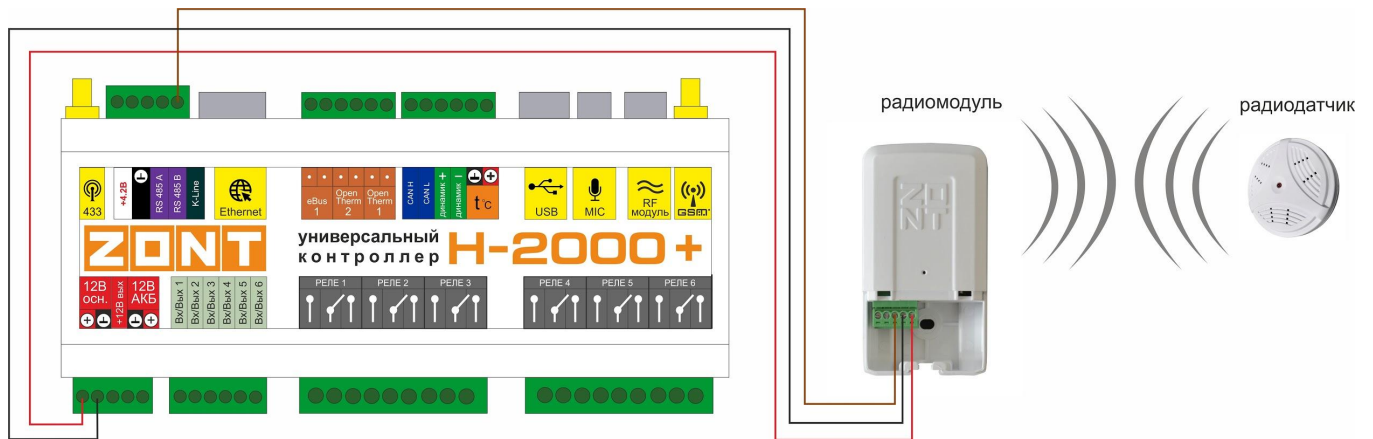 радиомодуль
радиодатчик
433
+4.2В
RS 485 A
RS 485 B
K-Line
Ethernet
eBus
1
Open
Therm
2
Open
Therm
1
CAN H
CAN L
динамик +
динамик –
t°C
USB
MIC
RF
модуль
GSM
ZONT
универсальный
контроллер
H-2000+
12В
осн.
+12В вых
12В
АКБ
Вх/Вых 1
Вх/Вых 2
Вх/Вых 3
Вх/Вых 4
Вх/Вых 5
Вх/Вых 6
РЕЛЕ 1
РЕЛЕ 2
РЕЛЕ 3
РЕЛЕ 4
РЕЛЕ 5
РЕЛЕ 6
ZONT